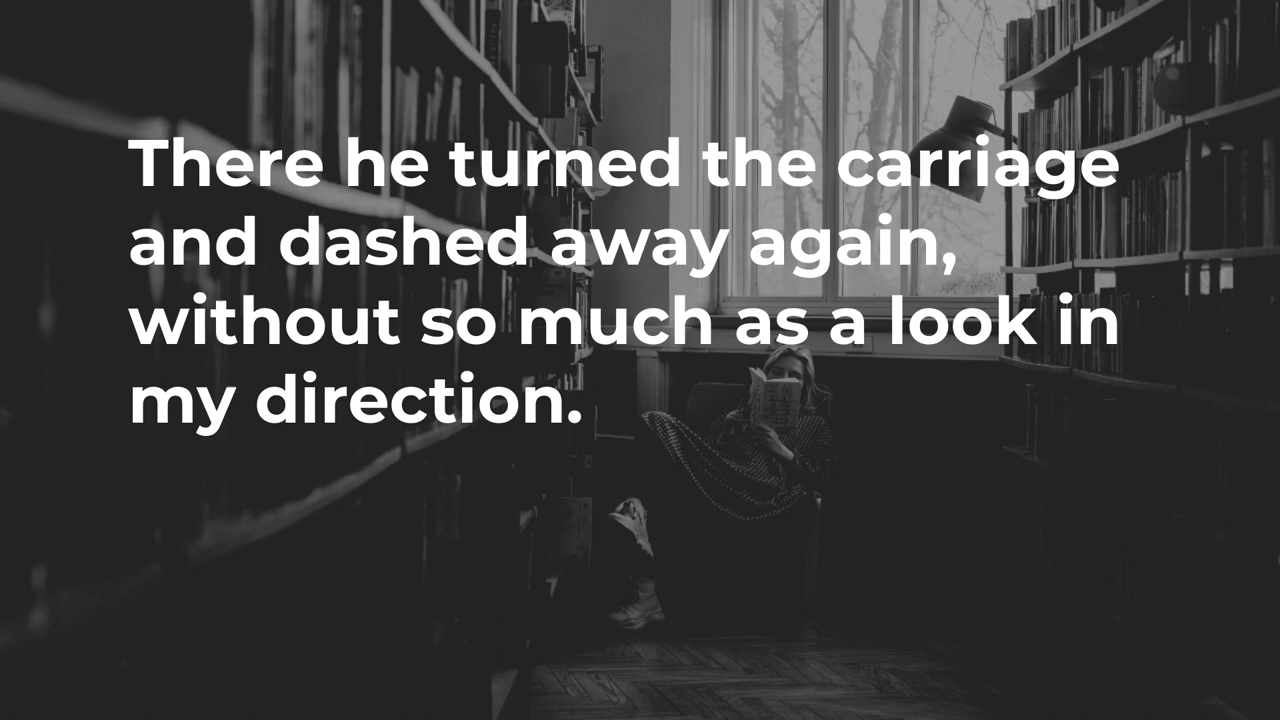 There he turned the carriage
and dashed away again,
without so much as a look in
my direction.